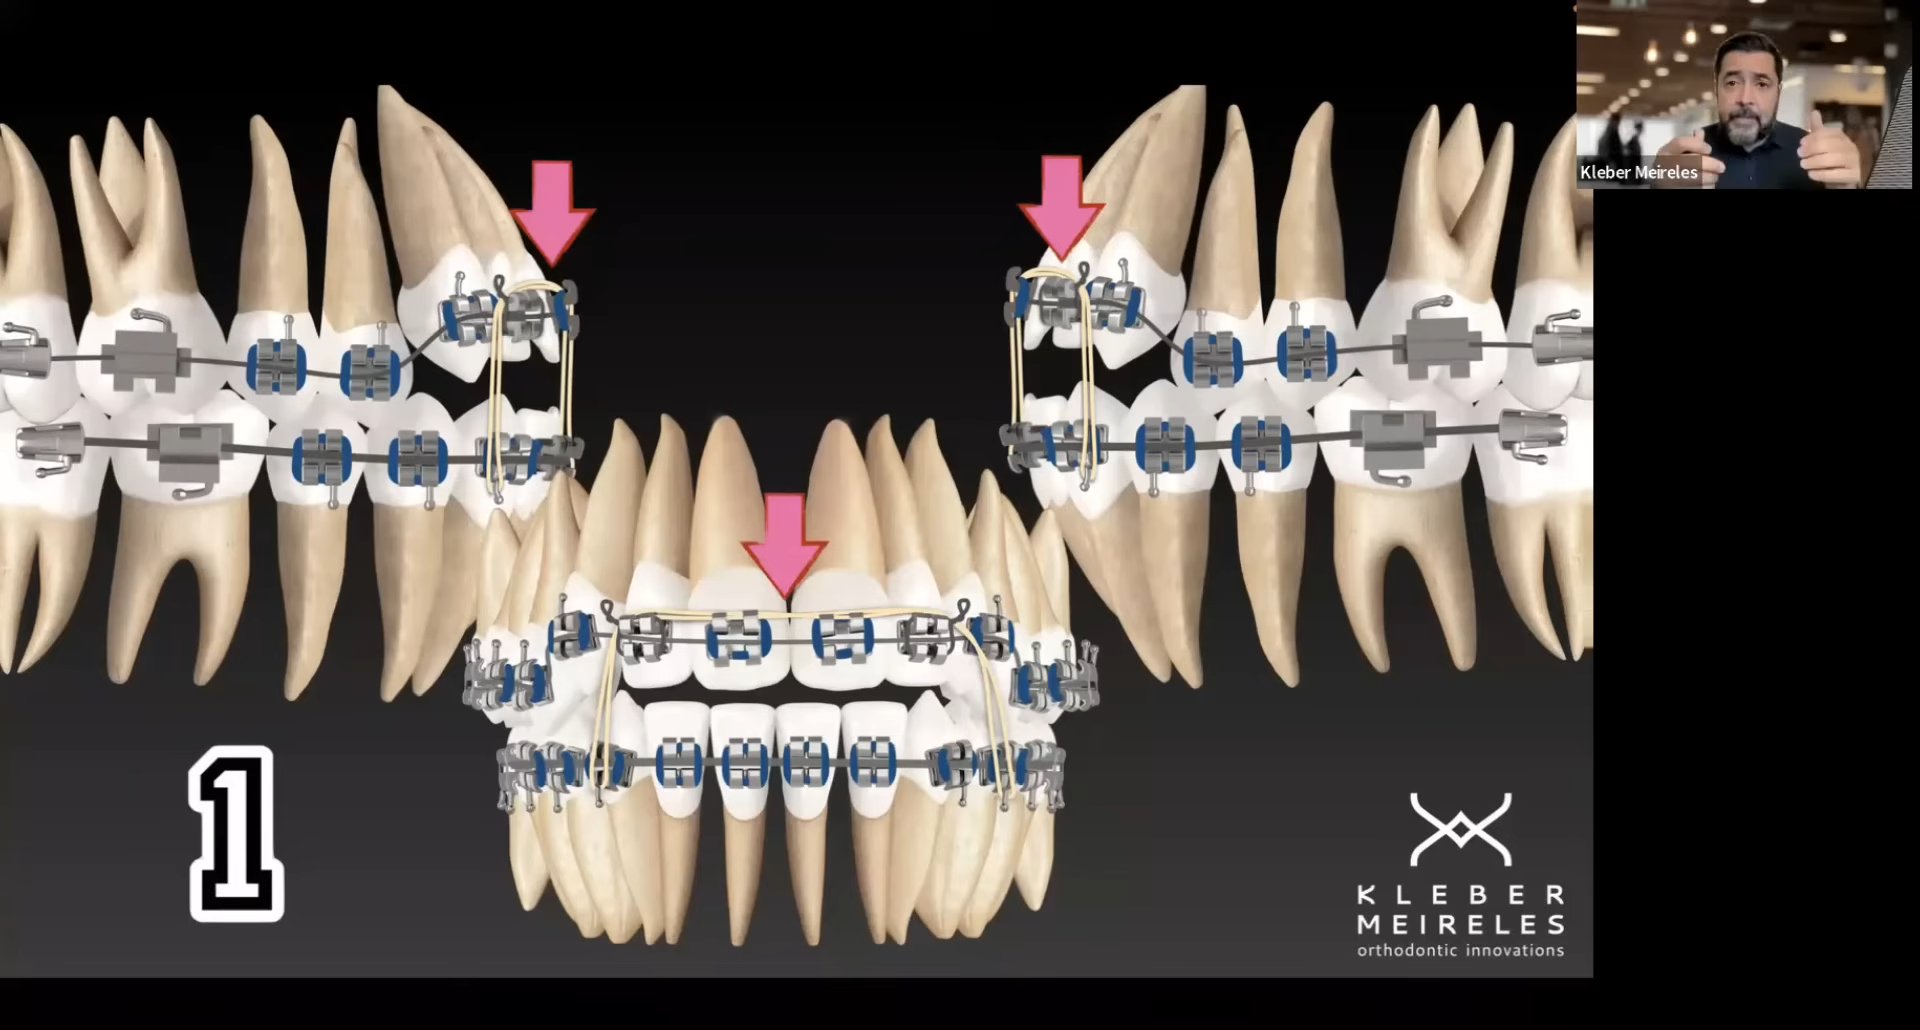 Kleber Meireles
1
KLEBER
MEIRELES
orthodontic innovations